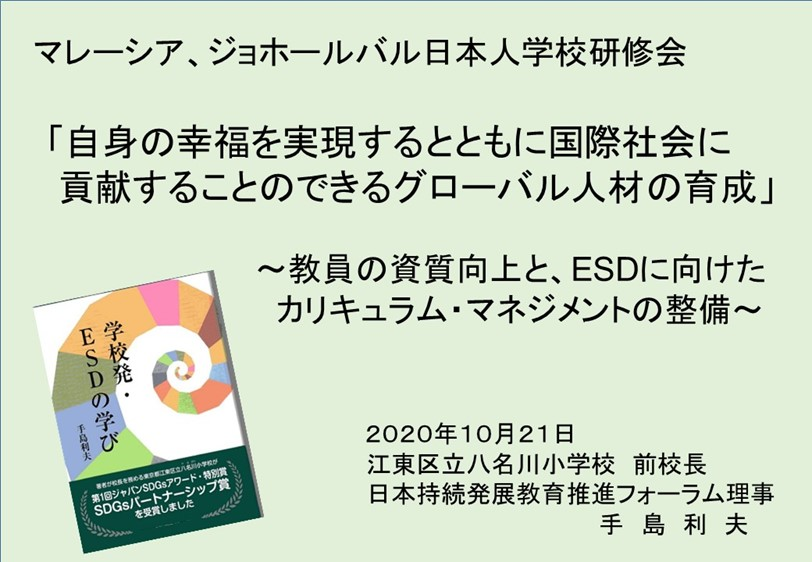 マレーシア、ジョホールバル日本人学校研修会
「自身の幸福を実現するとともに国際社会に
貢献することのできるグローバル人材の育成」
～教員の資質向上と、ESDに向けた
カリキュラム・マネジメントの整備～
学校発・
ESDの学び
手島利夫
著者が校長を務める東京都江東区立八名川小学校が
第1回ジャパンSDGsアワード・特別賞
SDGsパートナーシップ賞
を受賞しました
２０２０年１０月２１日
江東区立八名川小学校　前校長
日本持続発展教育推進フォーラム理事
手　島　利　夫